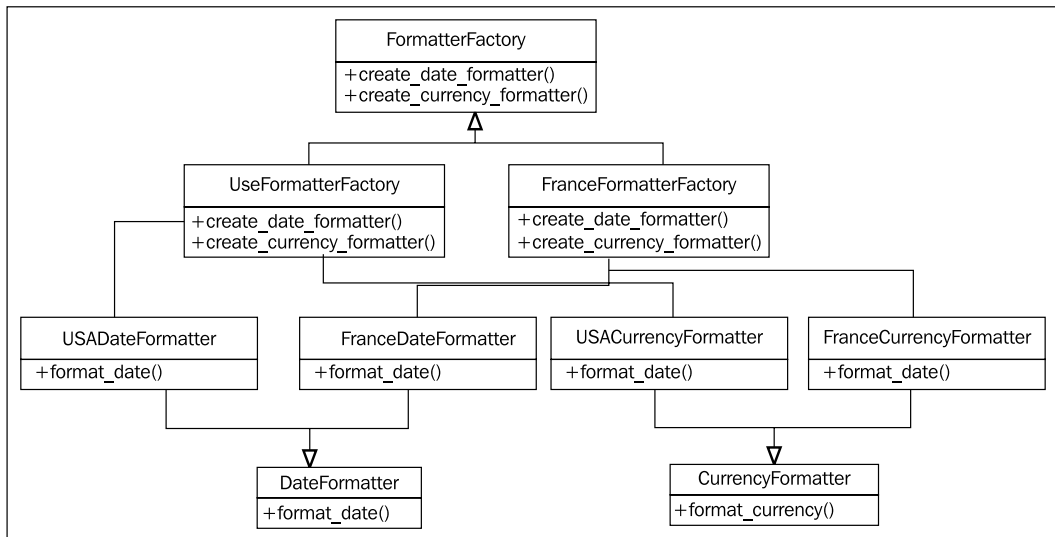 FormatterFactory
+create_date_formatter()
+create_currency_formatter()
UseFormatterFactory
+create_date_formatter()
+create_currency_formatter()
FranceFormatterFactory
+create_date_formatter()
+create_currency_formatter()
USADateFormatter
+format_date()
FranceDateFormatter
+format_date()
USACurrencyFormatter
+format_date()
FranceCurrencyFormatter
+format_date()
DateFormatter
+format_date()
CurrencyFormatter
+format_currency()